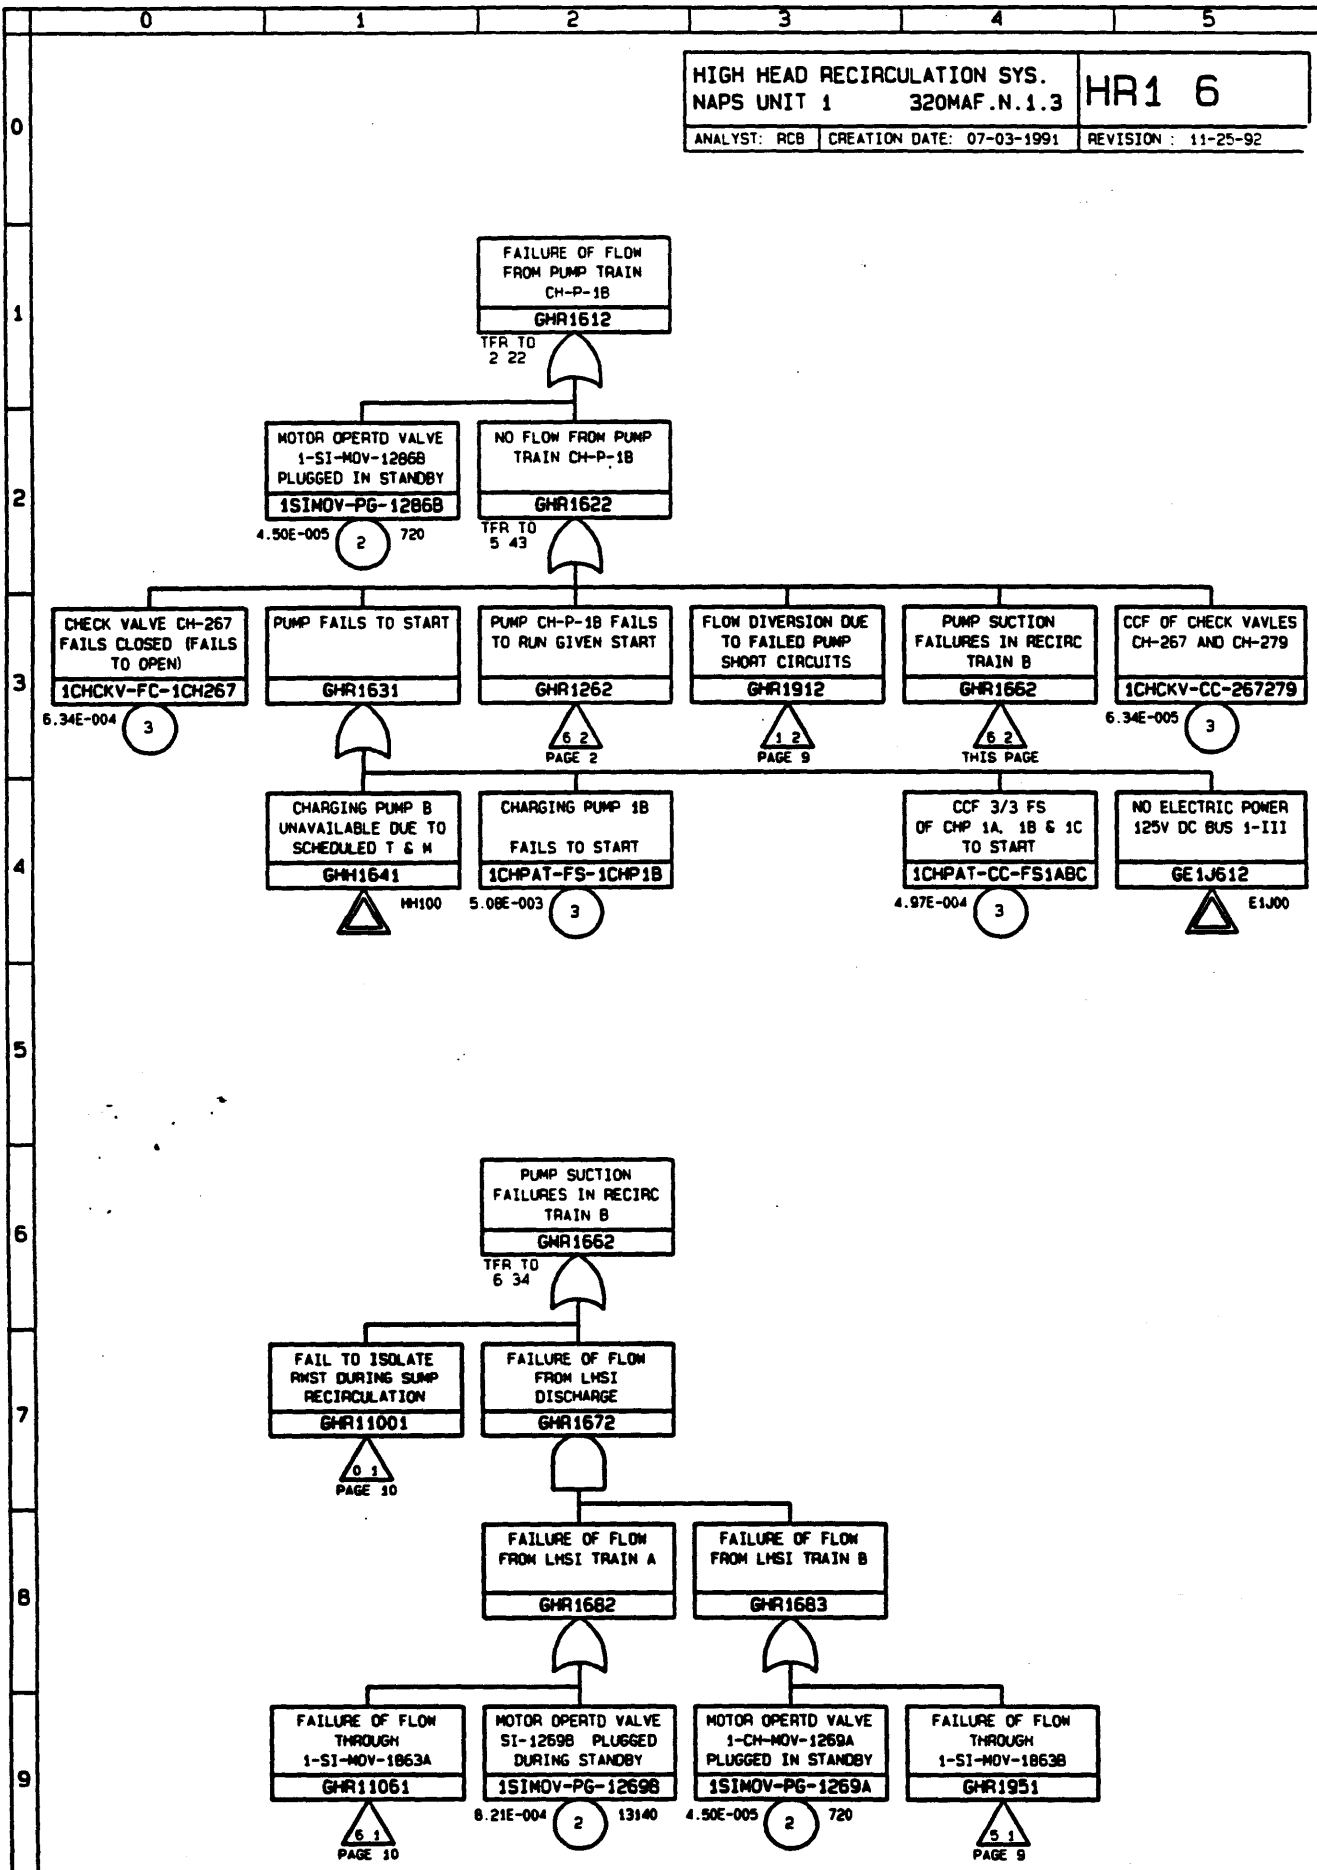 0 1 2 3 4 5
HIGH HEAD RECIRCULATION SYS.
NAPS UNIT 1 320MAF.N.1.3
HR1 6
ANALYST: RCB CREATION DATE: 07-03-1991 REVISION : 11-25-92
0
FAILURE OF FLOW
FROM PUMP TRAIN
CH-P-1B
GHR1612
TFR TO
2 22
1
MOTOR OPERTD VALVE
1-SI-MOV-1286B
PLUGGED IN STANDBY
1SIMOV-PG-1286B
4.50E-005 2 720
NO FLOW FROM PUMP
TRAIN CH-P-1B
GHR1622
TFR TO
5 43
2
CHECK VALVE CH-267
FAILS CLOSED (FAILS
TO OPEN)
1CHCKV-FC-1CH267
6.34E-004 3
PUMP FAILS TO START
GHR1631
PUMP CH-P-1B FAILS
TO RUN GIVEN START
GHR1262
6 2
PAGE 2
FLOW DIVERSION DUE
TO FAILED PUMP
SHORT CIRCUITS
GHR1912
1 2
PAGE 9
PUMP SUCTION
FAILURES IN RECIRC
TRAIN B
GHR1662
6 2
THIS PAGE
CCF OF CHECK VAVLES
CH-267 AND CH-279
1CHCKV-CC-267279
6.34E-005 3
3
CHARGING PUMP B
UNAVAILABLE DUE TO
SCHEDULED T & M
GHH1641
HH100
CHARGING PUMP 1B
FAILS TO START
1CHPAT-FS-1CHP1B
5.08E-003 3
CCF 3/3 FS
OF CHP 1A, 1B & 1C
TO START
1CHPAT-CC-FS1ABC
4.97E-004 3
NO ELECTRIC POWER
125V DC BUS 1-III
GE1J612
E1J00
4
5
PUMP SUCTION
FAILURES IN RECIRC
TRAIN B
GHR1662
TFR TO
6 34
6
FAIL TO ISOLATE
RWST DURING SUMP
RECIRCULATION
GHR11001
0 1
PAGE 10
FAILURE OF FLOW
FROM LHSI
DISCHARGE
GHR1672
7
FAILURE OF FLOW
FROM LHSI TRAIN A
GHR1682
FAILURE OF FLOW
FROM LHSI TRAIN B
GHR1683
8
FAILURE OF FLOW
THROUGH
1-SI-MOV-1863A
GHR11061
6 1
PAGE 10
MOTOR OPERTD VALVE
SI-1269B PLUGGED
DURING STANDBY
1SIMOV-PG-1269B
8.21E-004 2 13140
MOTOR OPERTD VALVE
1-CH-MOV-1269A
PLUGGED IN STANDBY
1SIMOV-PG-1269A
4.50E-005 2 720
FAILURE OF FLOW
THROUGH
1-SI-MOV-1863B
GHR1951
5 1
PAGE 9
9